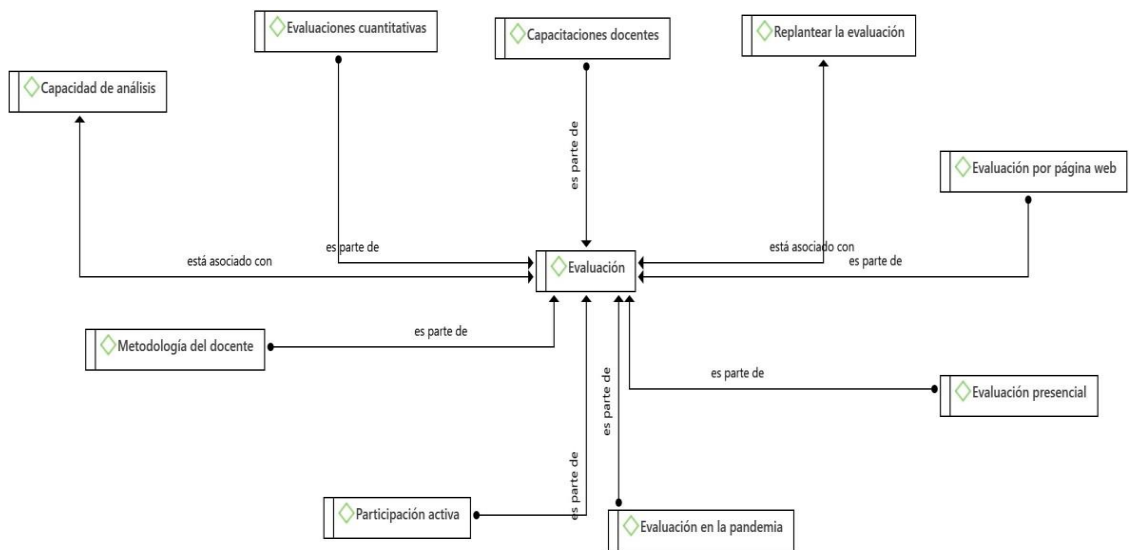 Evaluaciones cuantitativas
Capacitaciones docentes
Replantear la evaluación
Capacidad de análisis
es parte de
Evaluación por página web
es parte de
está asociado con
está asociado con
es parte de
Evaluación
Metodología del docente
es parte de
es parte de
es parte de
Evaluación presencial
es parte de
Participación activa
Evaluación en la pandemia